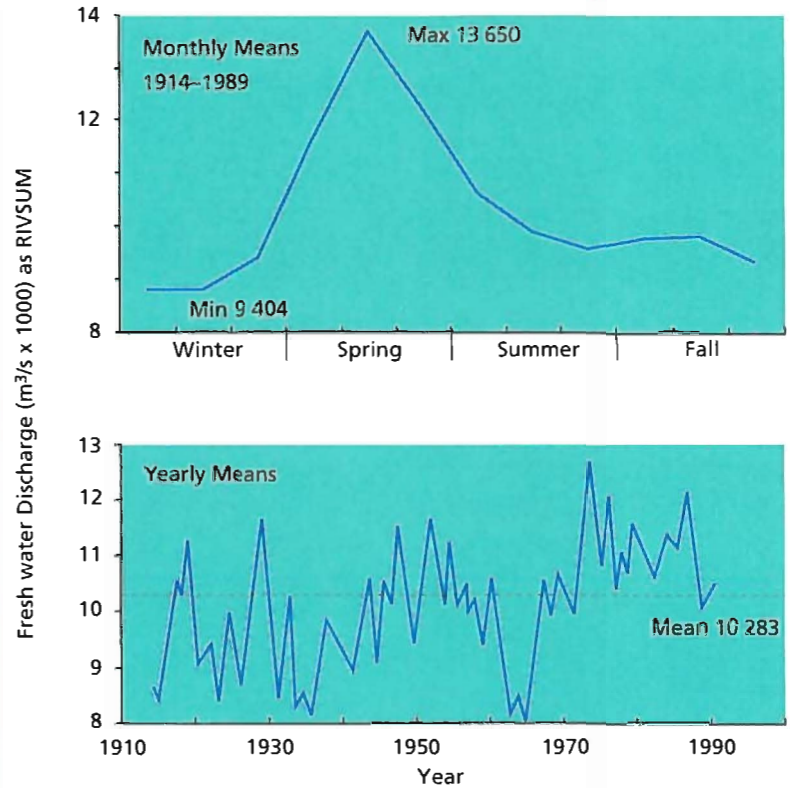 Fresh water Discharge (m³/s x 1000) as RIVSUM
14
12
8
Monthly Means
1914–1989
Max 13 650
Min 9 404
Winter
Spring
Summer
Fall
13
12
11
10
9
8
Yearly Means
Mean 10 283
1910
1930
1950
1970
1990
Year